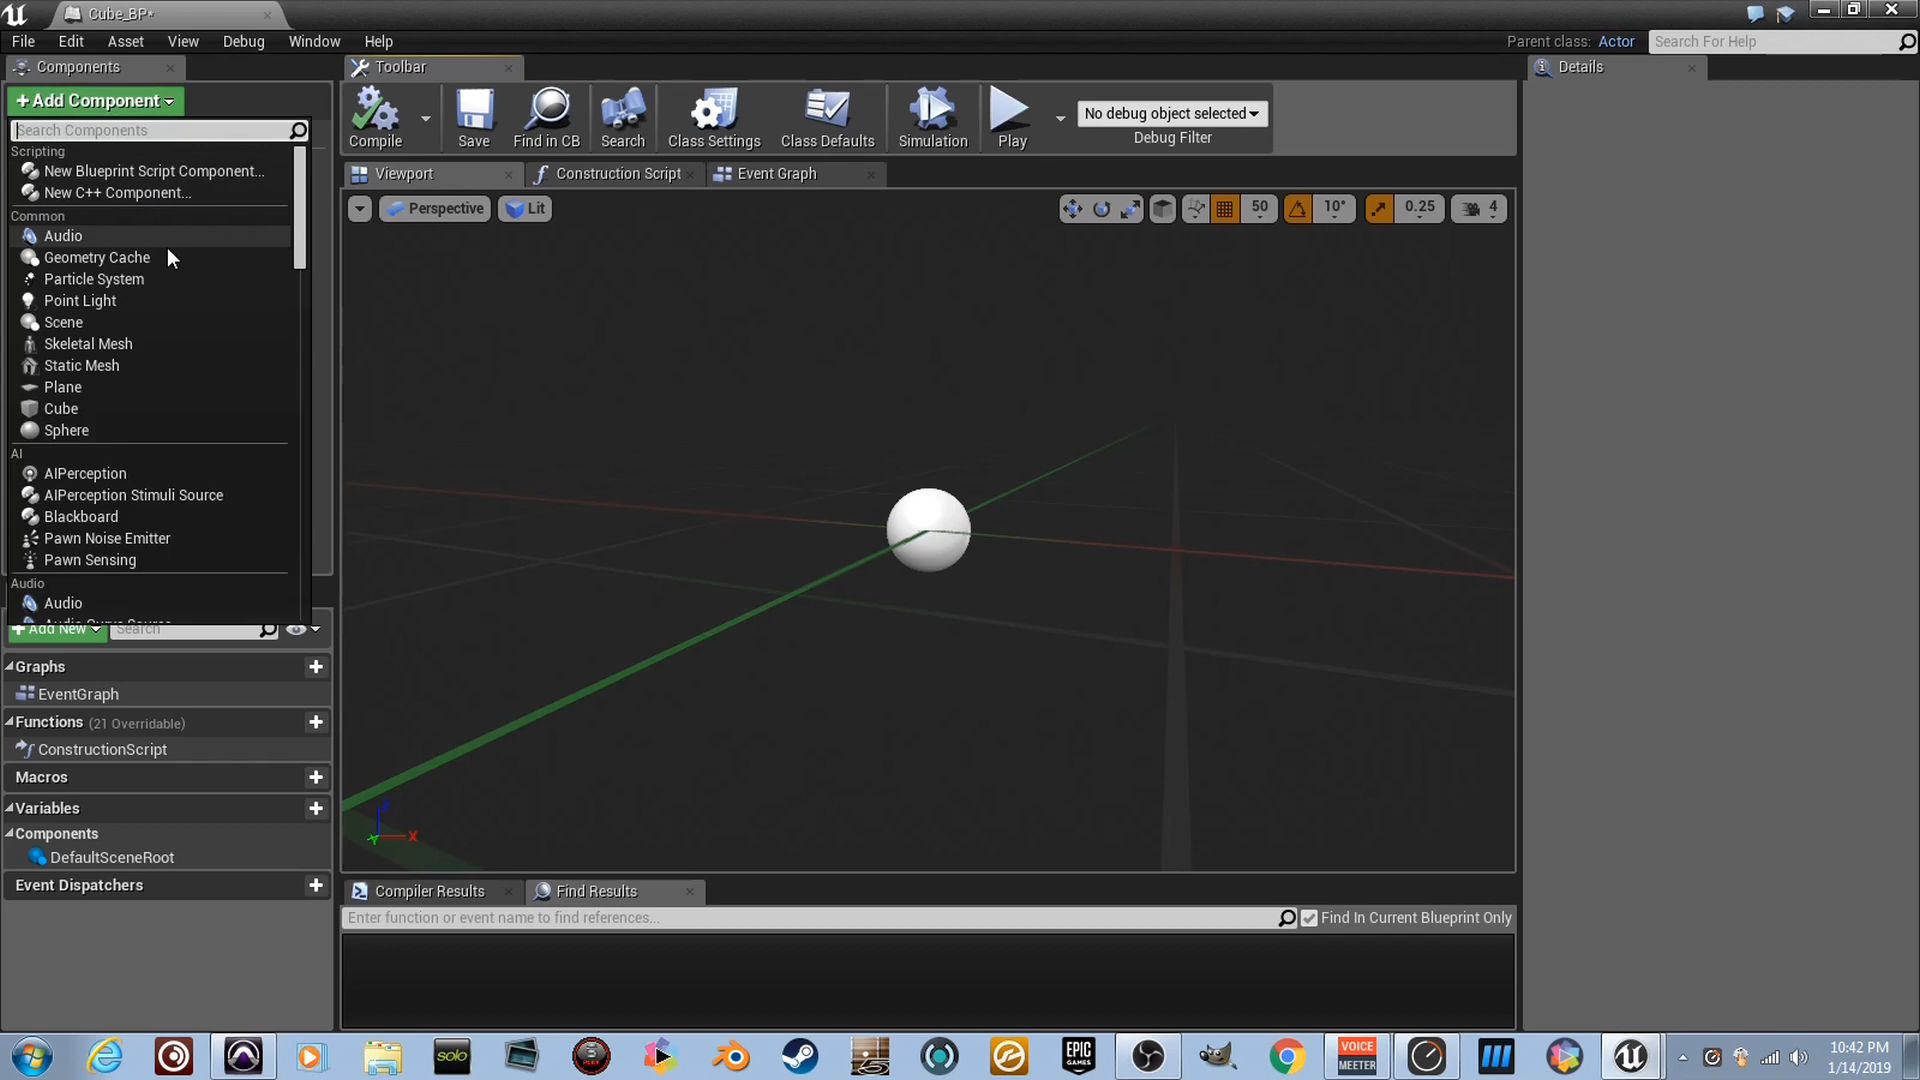 Cube_BP*
File Edit Asset View Debug Window Help
Parent class: Actor Search For Help
Components
Toolbar
Details
+Add Component
Search Components
Scripting
New Blueprint Script Component...
New C++ Component...
Common
Audio
Geometry Cache
Particle System
Point Light
Scene
Skeletal Mesh
Static Mesh
Plane
Cube
Sphere
AI
AIPerception
AIPerception Stimuli Source
Blackboard
Pawn Noise Emitter
Pawn Sensing
Audio
Audio
+Add New Search
Graphs
EventGraph
Functions (21 Overridable)
ConstructionScript
Macros
Variables
Components
DefaultSceneRoot
Event Dispatchers
Compile Save Find in CB Search Class Settings Class Defaults Simulation Play
No debug object selected
Debug Filter
Viewport Construction Script Event Graph
Perspective Lit 50 10° 0.25 4
Z
Y
X
Compiler Results Find Results
Enter function or event name to find references...
Find In Current Blueprint Only
solo
EPIC GAMES
VOICE MEETER
10:42 PM
1/14/2019